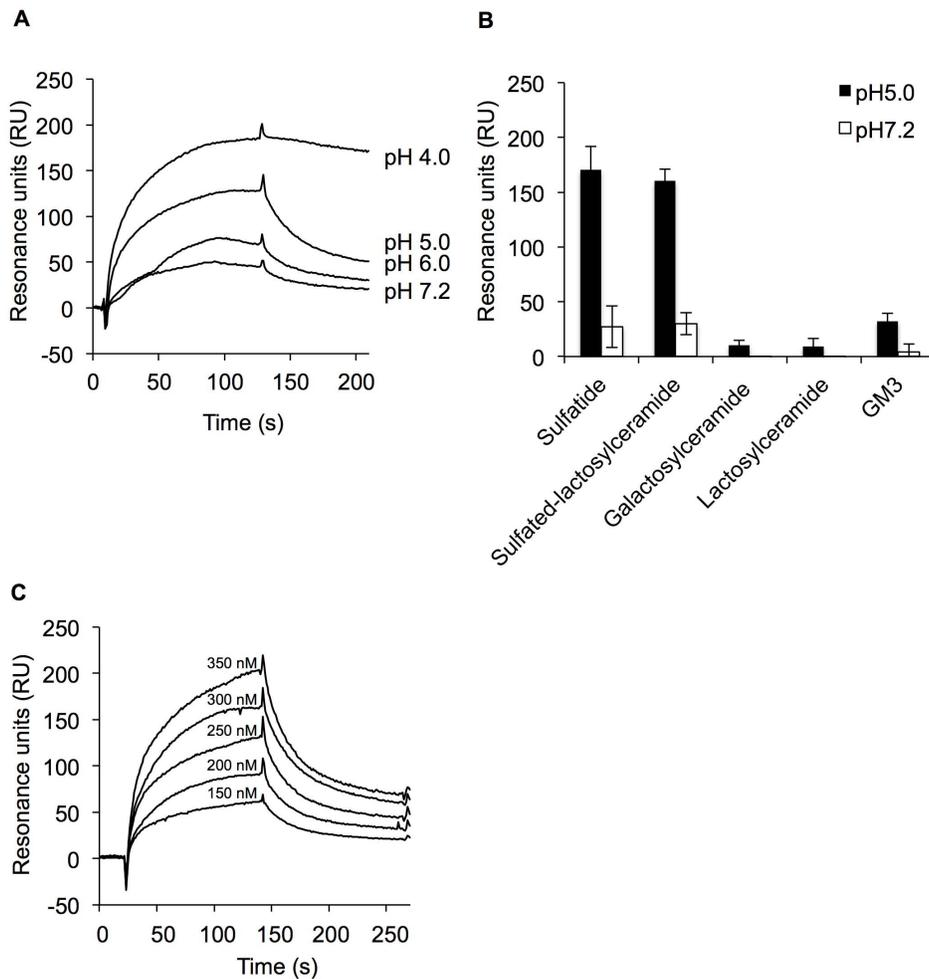 A
Resonance units (RU)
250
200
150
100
50
0
-50
0 50 100 150 200
Time (s)
pH 4.0
pH 5.0
pH 6.0
pH 7.2
B
Resonance units (RU)
250
200
150
100
50
0
pH5.0
pH7.2
Sulfatide
Sulfated-lactosylceramide
Galactosylceramide
Lactosylceramide
GM3
C
Resonance units (RU)
250
200
150
100
50
0
-50
0 50 100 150 200 250
Time (s)
350 nM
300 nM
250 nM
200 nM
150 nM